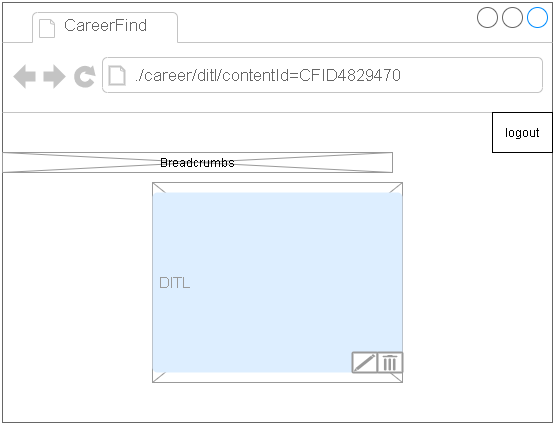 CareerFind
./career/ditl/contentId=CFID4829470
logout
Breadcrumbs
DITL